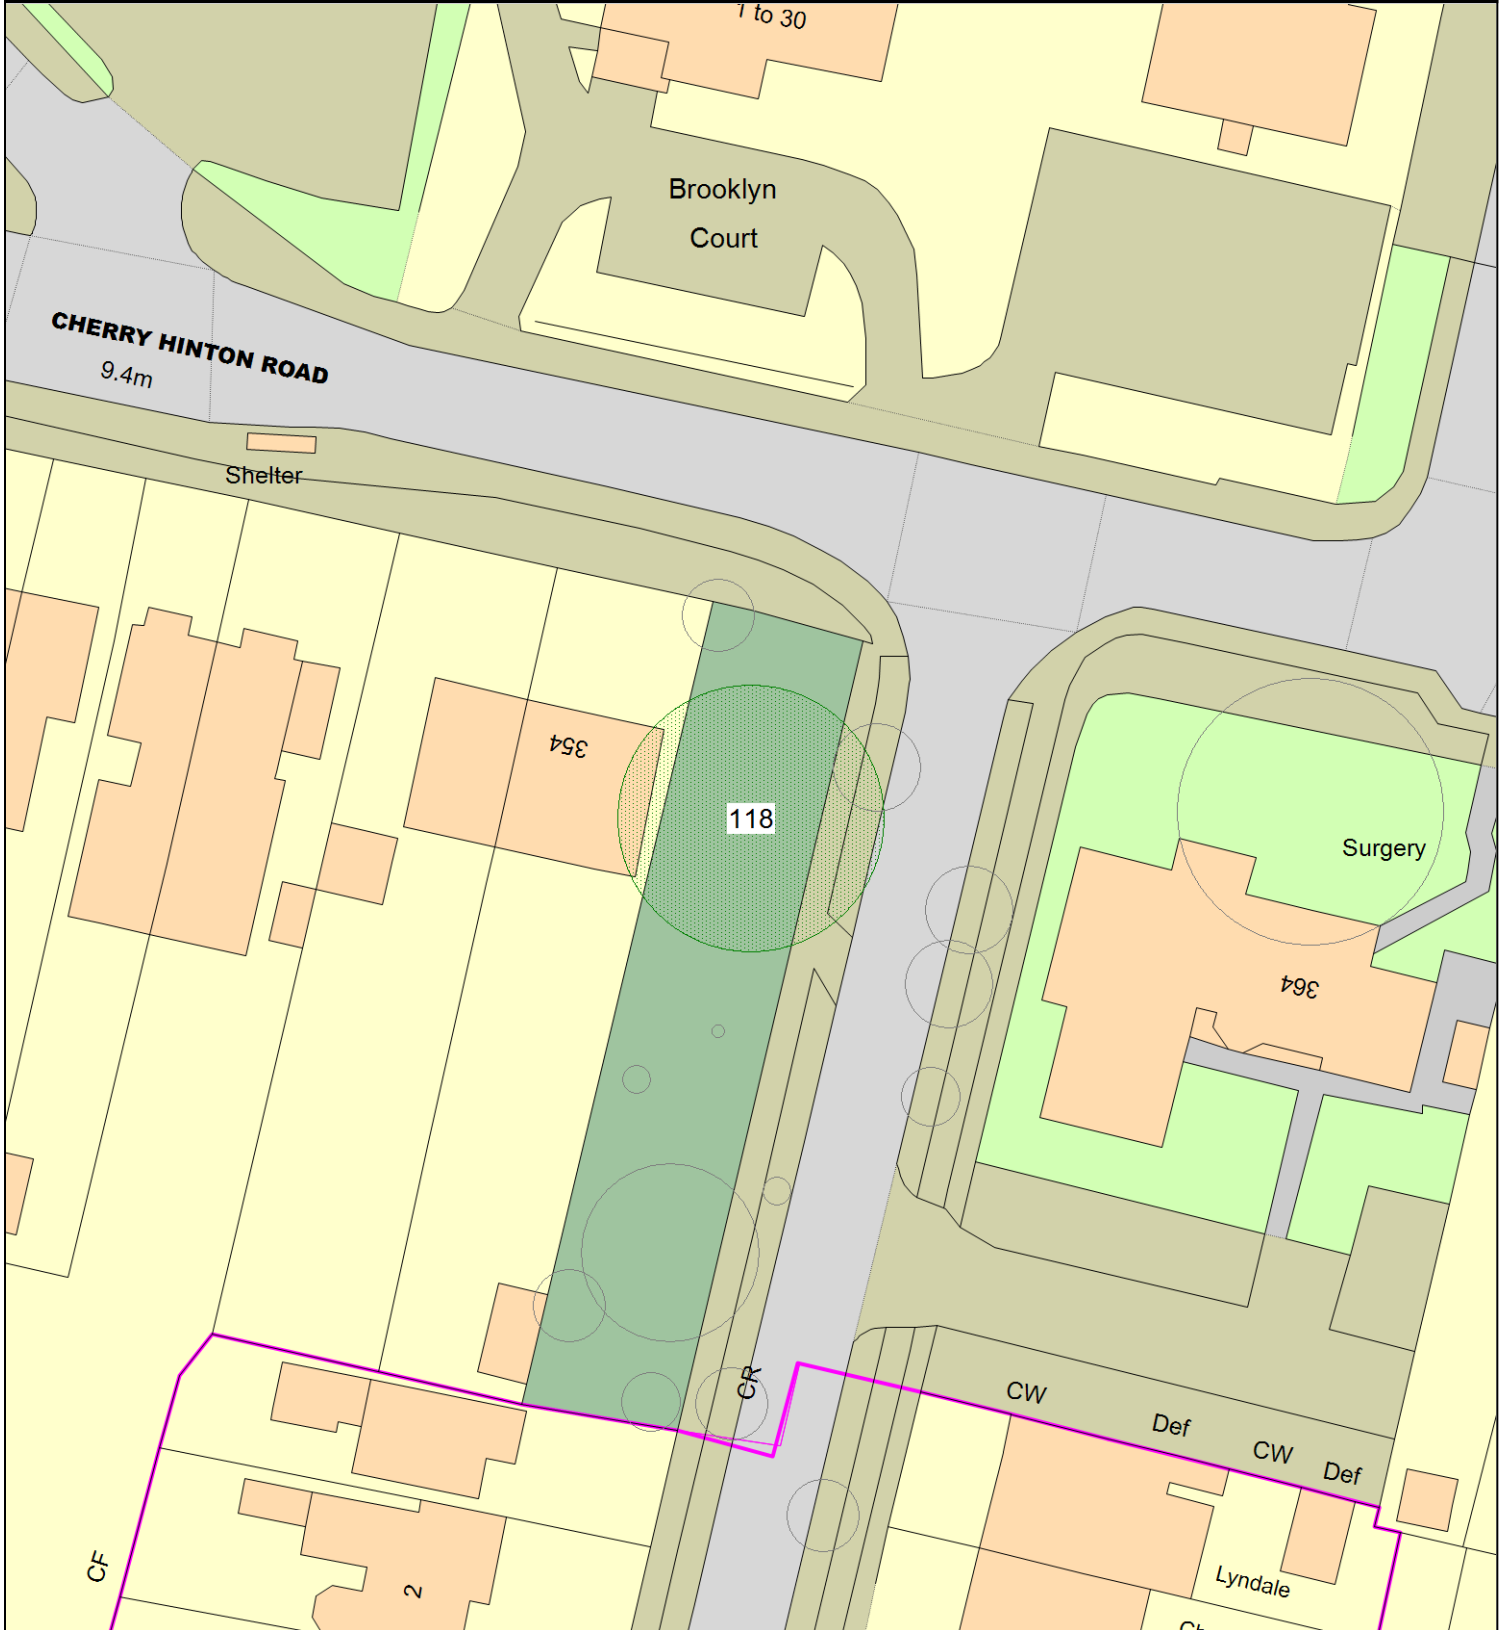 1 to 30
Brooklyn
Court
CHERRY HINTON ROAD
9.4m
Shelter
354
118
Surgery
364
CR
CW
Def
CW
Def
CF
2
Lyndale